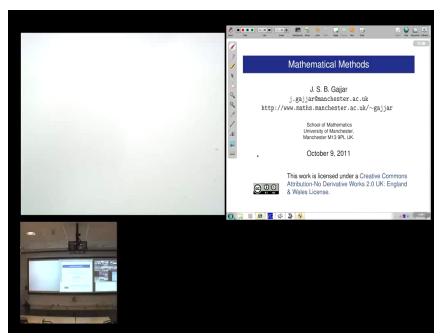 Mathematical Methods
J. S. B. Gajjar
j.gajjar@manchester.ac.uk
http://www.maths.manchester.ac.uk/~gajjar
School of Mathematics
University of Manchester,
Manchester M13 9PL UK.
October 9, 2011
This work is licensed under a Creative Commons
Attribution-No Derivative Works 2.0 UK: England
& Wales License.